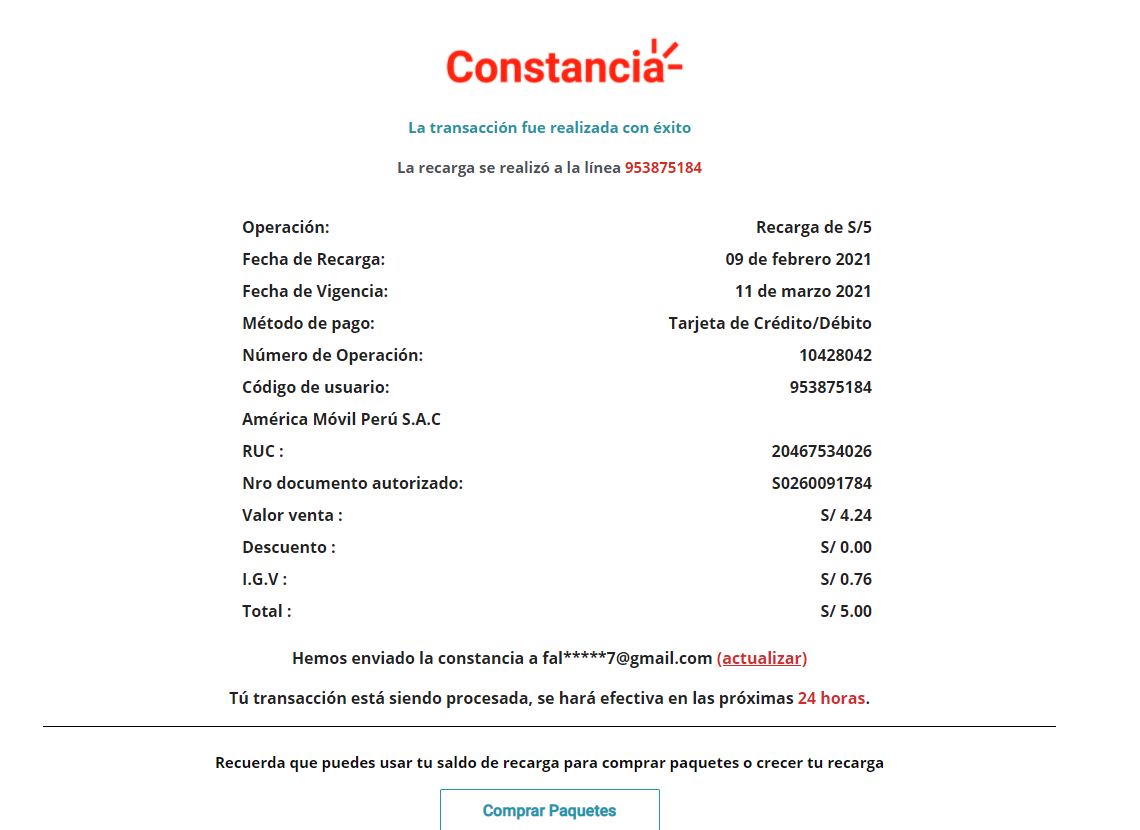 Constancia
La transacción fue realizada con éxito
La recarga se realizó a la línea 953875184
Operación: Recarga de S/5
Fecha de Recarga: 09 de febrero 2021
Fecha de Vigencia: 11 de marzo 2021
Método de pago: Tarjeta de Crédito/Débito
Número de Operación: 10428042
Código de usuario: 953875184
América Móvil Perú S.A.C
RUC : 20467534026
Nro documento autorizado: S0260091784
Valor venta : S/ 4.24
Descuento : S/ 0.00
I.G.V : S/ 0.76
Total : S/ 5.00
Hemos enviado la constancia a fal*****7@gmail.com (actualizar)
Tú transacción está siendo procesada, se hará efectiva en las próximas 24 horas.
Recuerda que puedes usar tu saldo de recarga para comprar paquetes o crecer tu recarga
Comprar Paquetes